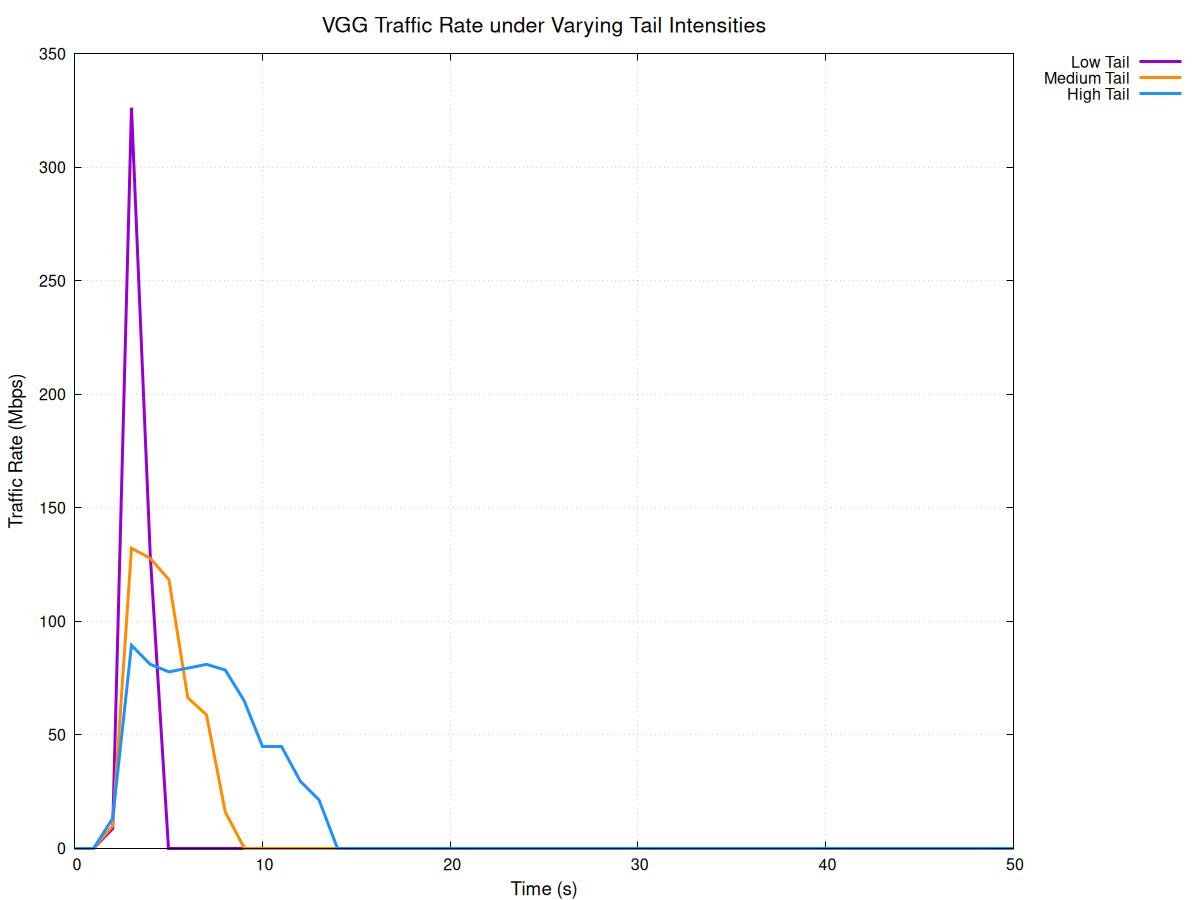 VGG Traffic Rate under Varying Tail Intensities
350
300
250
200
150
100
50
0
Traffic Rate (Mbps)
0 10 20 30 40 50
Time (s)
Low Tail
Medium Tail
High Tail